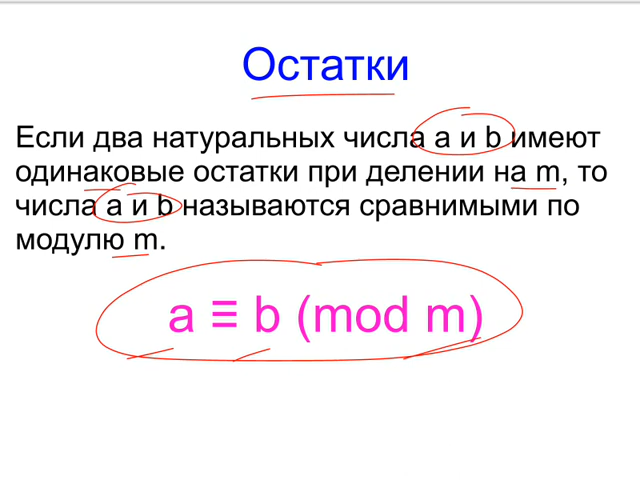 Остатки
Если два натуральных числа a и b имеют
одинаковые остатки при делении на m, то
числа a и b называются сравнимыми по
модулю m.
a ≡ b (mod m)